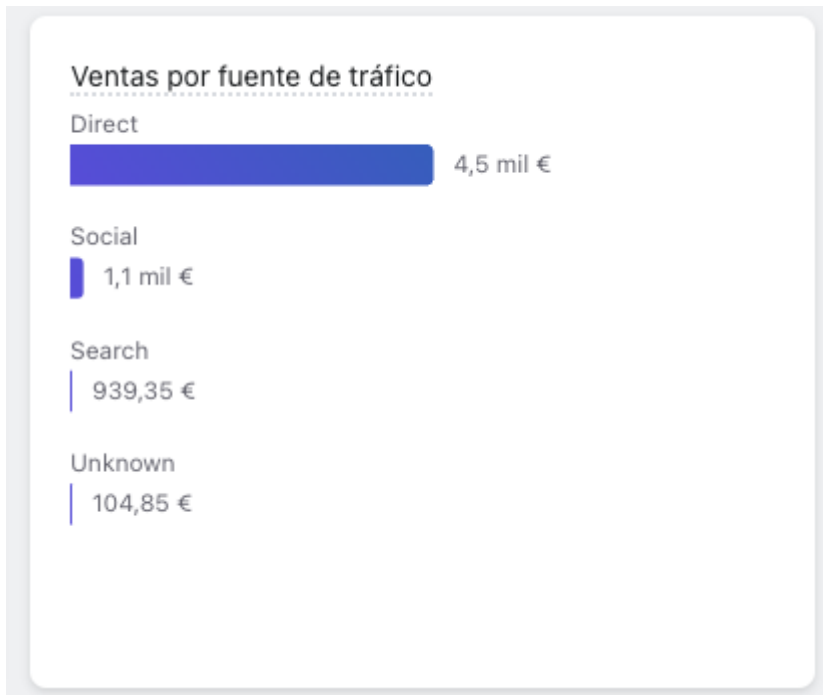 Ventas por fuente de tráfico
Direct
4,5 mil €
Social
1,1 mil €
Search
939,35 €
Unknown
104,85 €